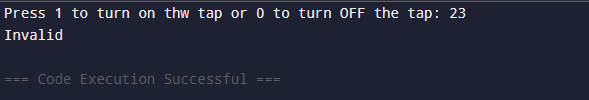 Press 1 to turn on thw tap or 0 to turn OFF the tap: 23
Invalid
=== Code Execution Successful ===